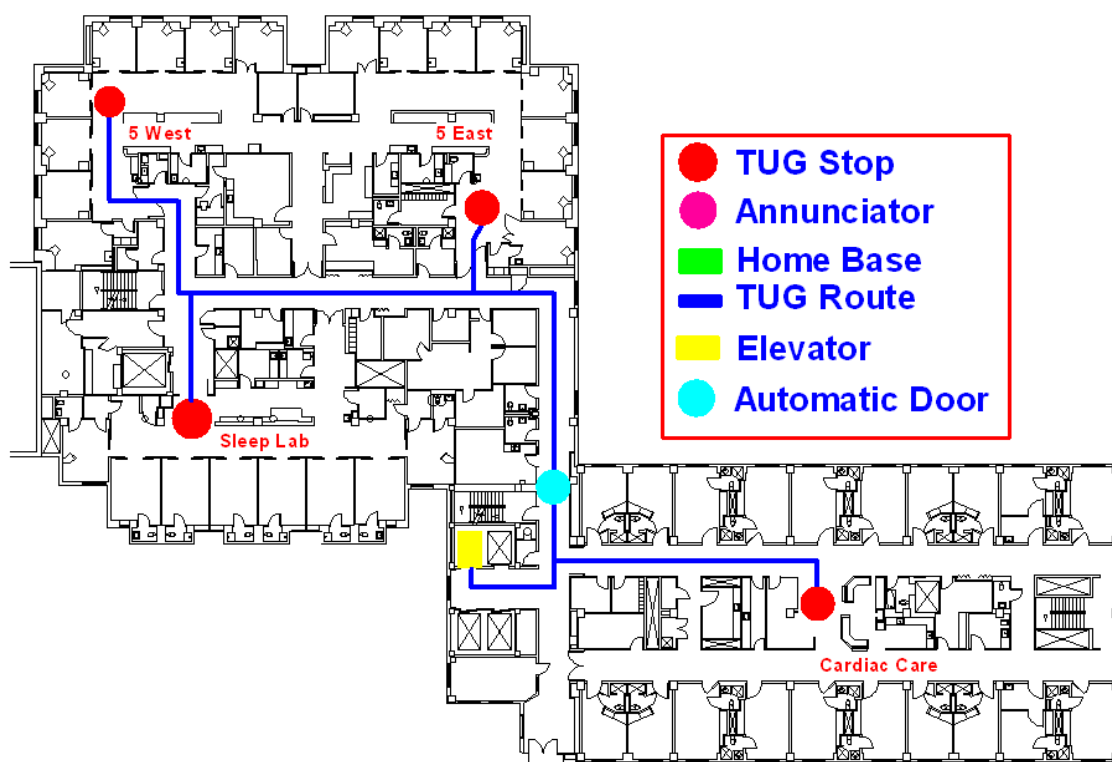 5 West
5 East
TUG Stop
Annunciator
Home Base
TUG Route
Elevator
Automatic Door
Sleep Lab
Cardiac Care